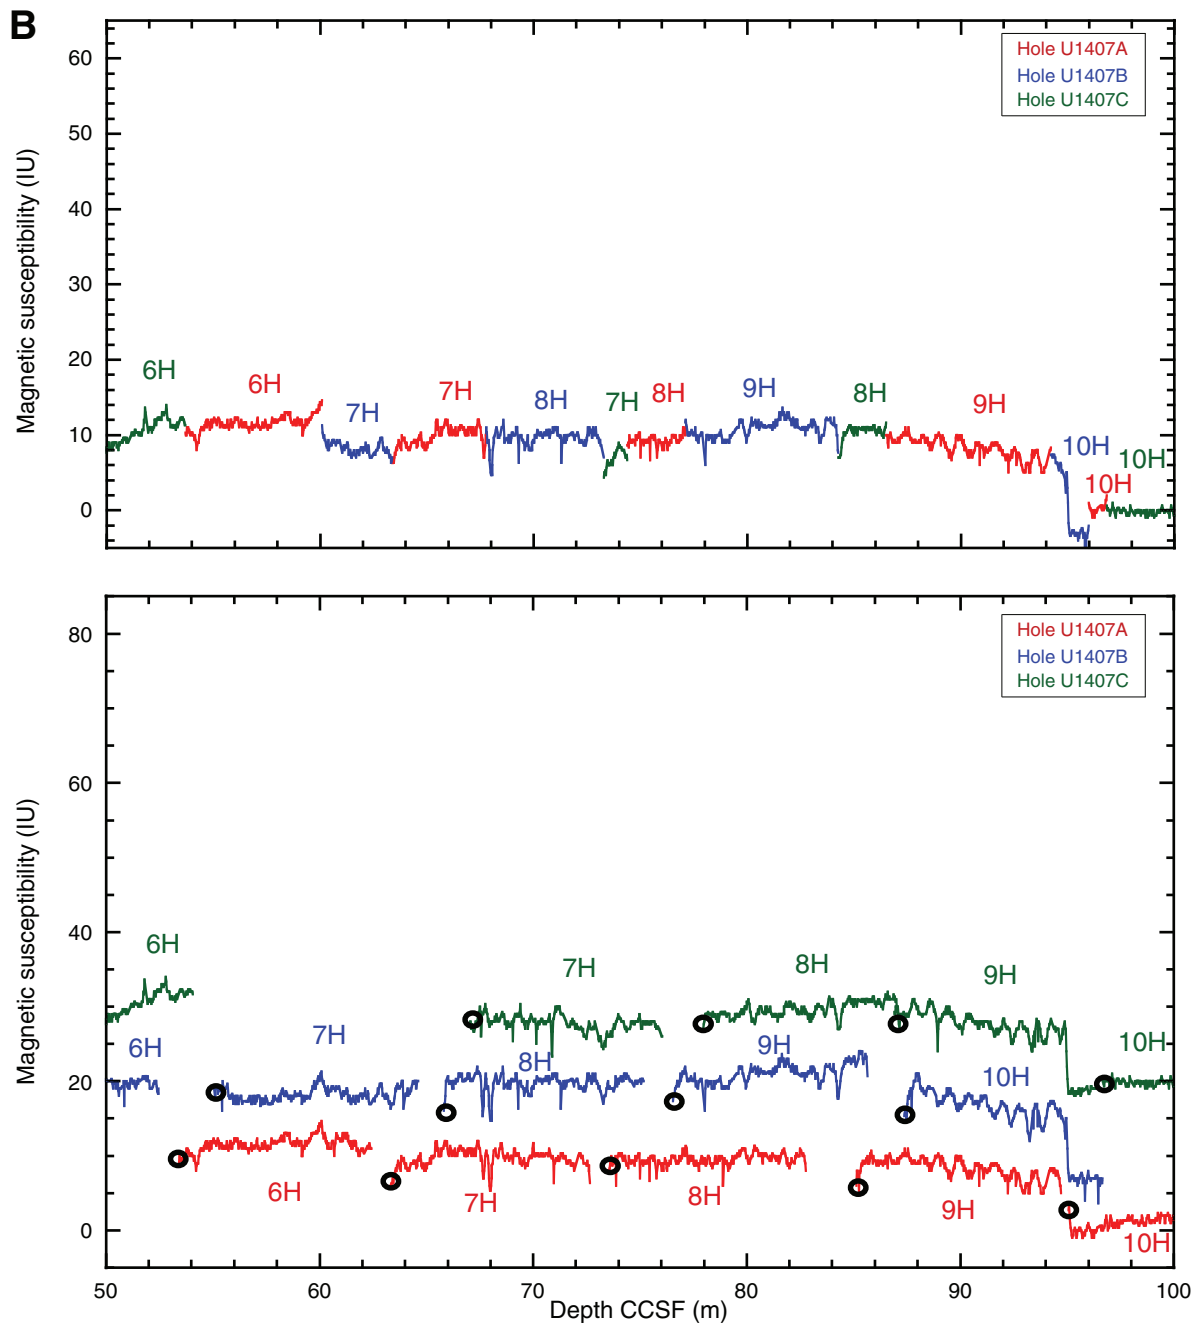 B
Magnetic susceptibility (IU)
60
50
40
30
20
10
0
Hole U1407A
Hole U1407B
Hole U1407C
6H
6H
7H
7H
8H
7H
8H
9H
8H
9H
10H
10H
10H
Magnetic susceptibility (IU)
80
60
40
20
0
Hole U1407A
Hole U1407B
Hole U1407C
6H
7H
8H
9H
10H
6H
7H
8H
9H
10H
6H
7H
8H
9H
10H
50
60
70
80
90
100
Depth CCSF (m)